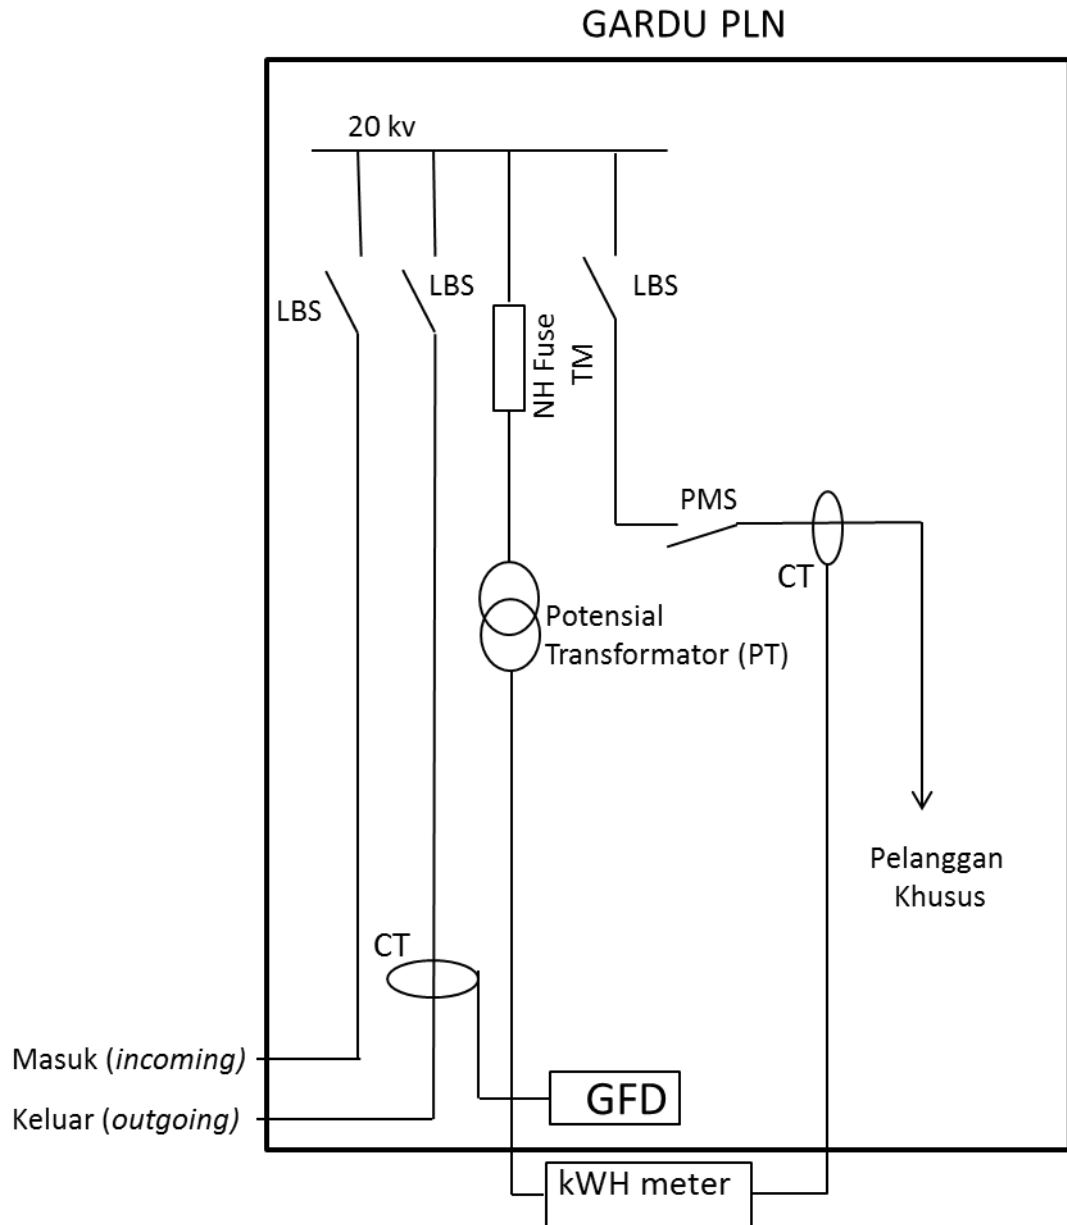 GARDU PLN
20 kv
LBS
LBS
NH Fuse
TM
LBS
PMS
CT
Potensial
Transformator (PT)
Pelanggan
Khusus
CT
Masuk (incoming)
Keluar (outgoing)
GFD
kWH meter